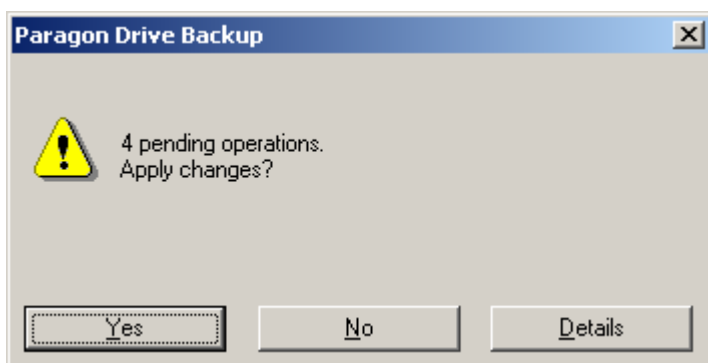 Paragon Drive Backup
4 pending operations.
Apply changes?
Yes No Details